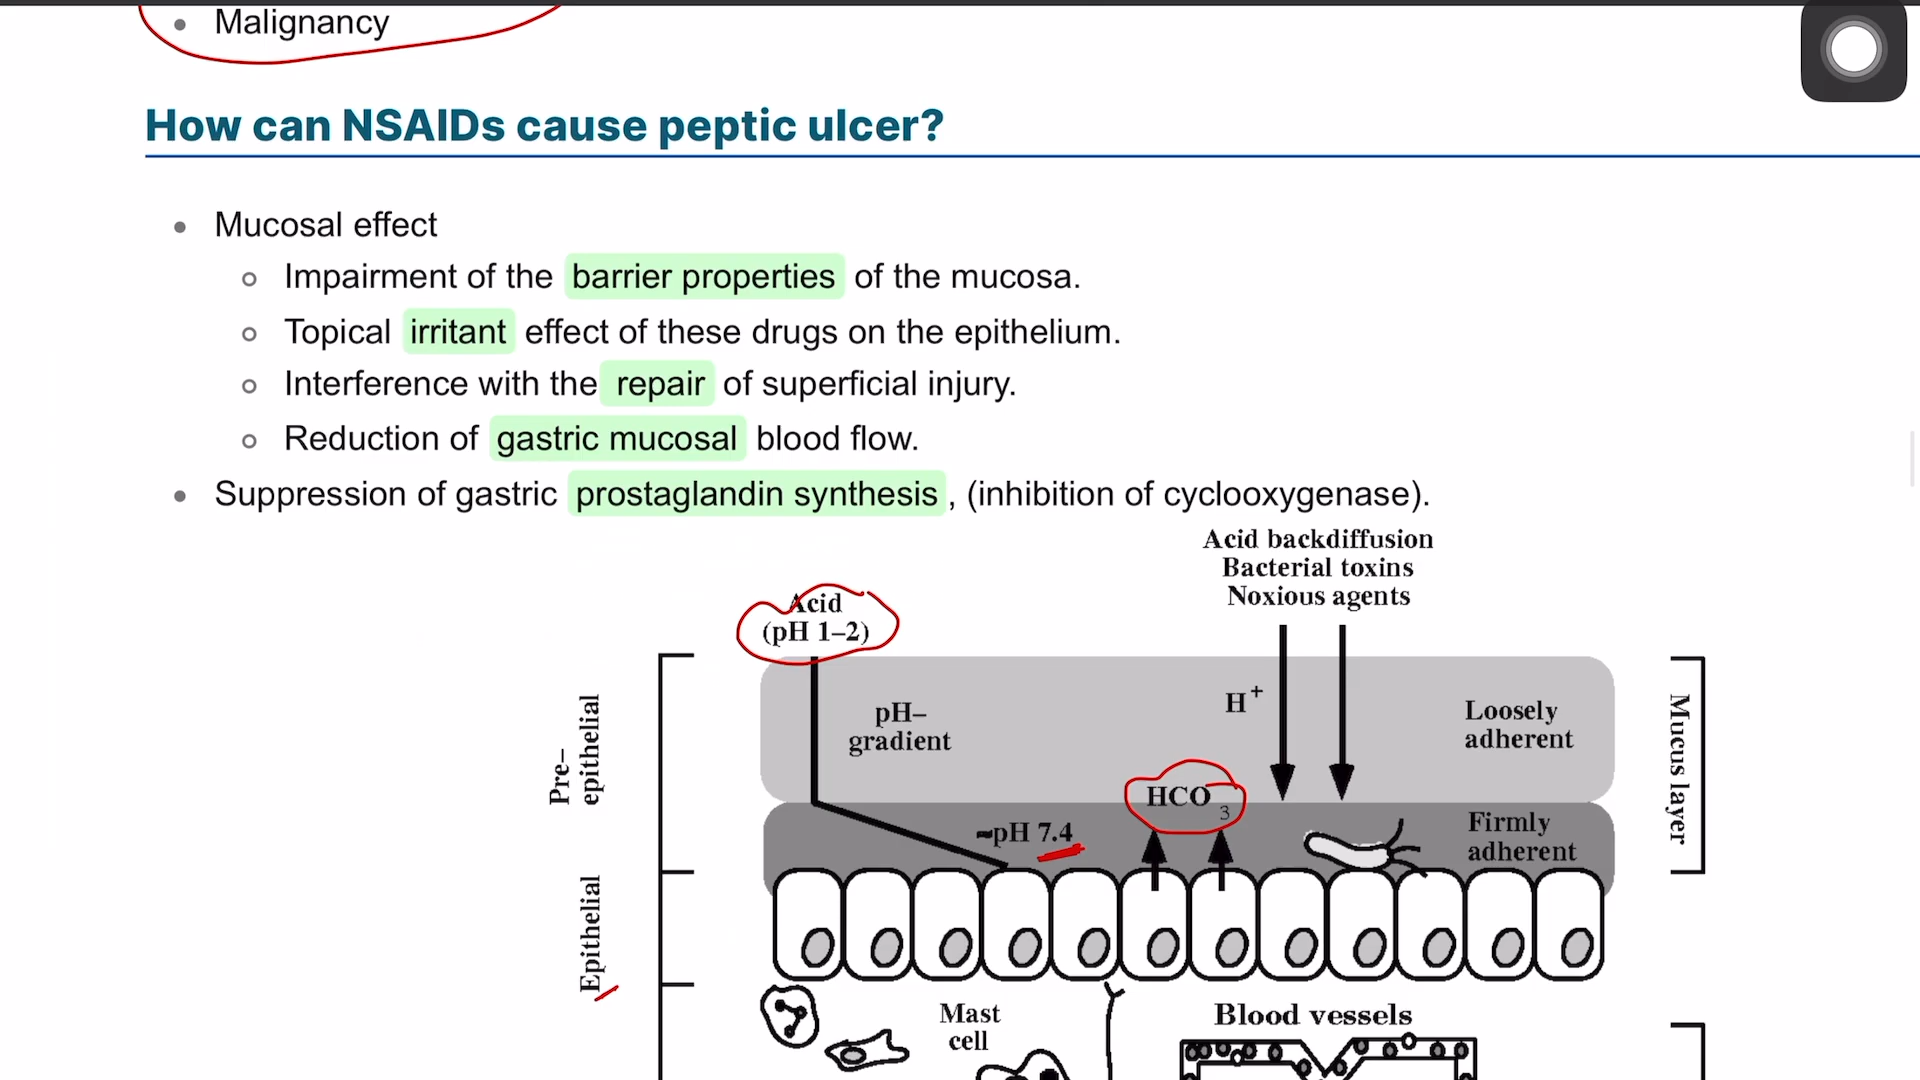 Malignancy
How can NSAIDs cause peptic ulcer?
Mucosal effect
Impairment of the barrier properties of the mucosa.
Topical irritant effect of these drugs on the epithelium.
Interference with the repair of superficial injury.
Reduction of gastric mucosal blood flow.
Suppression of gastric prostaglandin synthesis, (inhibition of cyclooxygenase).
Acid backdiffusion
Bacterial toxins
Noxious agents
Acid
(pH 1–2)
Pre–
epithelial
pH–
gradient
H+
Loosely
adherent
Mucus layer
HCO3
~pH 7.4
Firmly
adherent
Epithelial
Mast
cell
Blood vessels